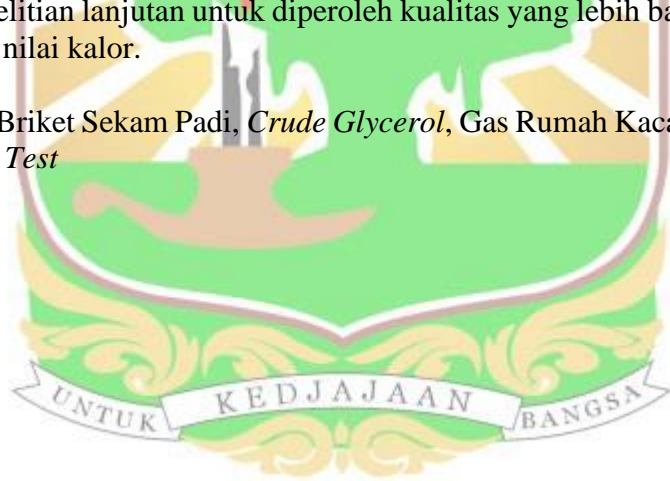 elitian lanjutan untuk diperoleh kualitas yang lebih ba
nilai kalor.
Briket Sekam Padi, Crude Glycerol, Gas Rumah Kaca
Test
UNTUK KEDJAJAAN BANGSA